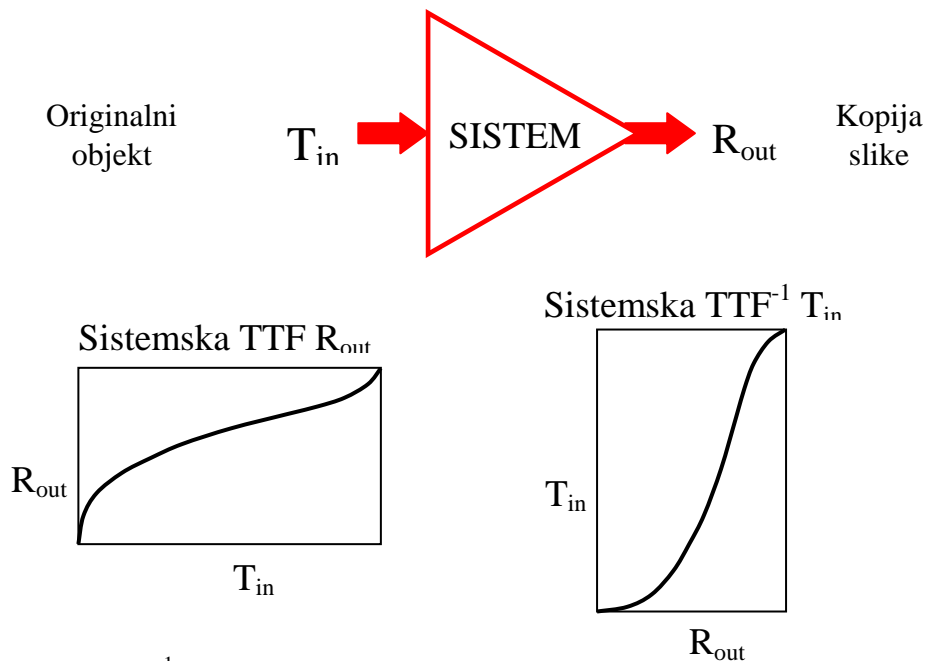 Originalni
objekt
T_in
SISTEM
R_out
Kopija
slike
Sistemska TTF R_out
R_out
T_in
Sistemska TTF^-1 T_in
T_in
R_out